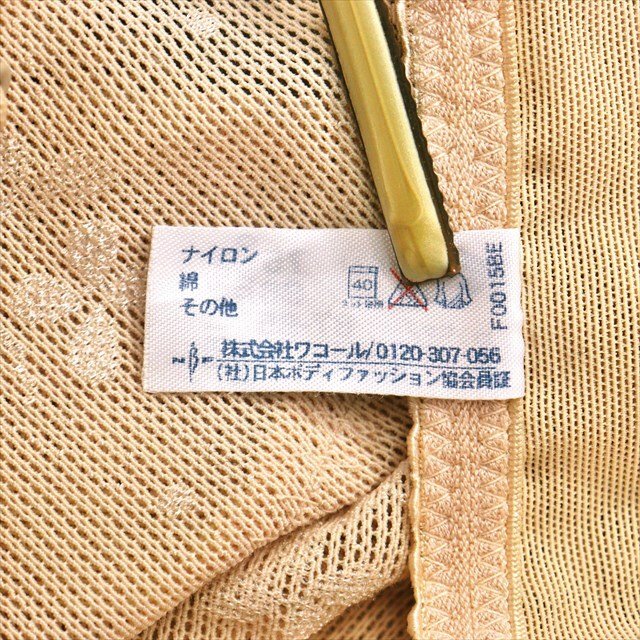 ナイロン
綿
その他
40
株式会社ワコール/0120-307-056
(社)日本ボディファッション協会員証
F0015BE